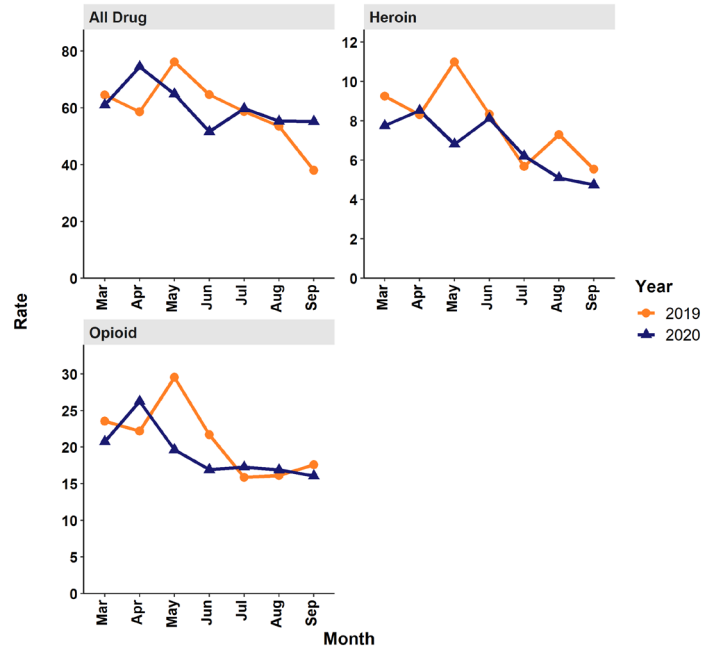 All Drug
80
60
40
20
0
Mar
Apr
May
Jun
Jul
Aug
Sep
Heroin
12
10
8
6
4
2
0
Mar
Apr
May
Jun
Jul
Aug
Sep
Opioid
30
25
20
15
10
5
0
Mar
Apr
May
Jun
Jul
Aug
Sep
Rate
Month
Year
2019
2020